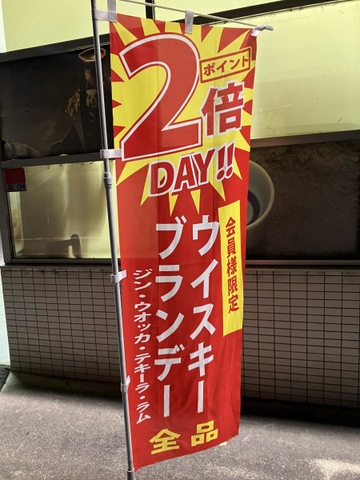 ポイント
2倍
DAY!!
会員様限定
ウイスキー
ブランデー
ジン・ウオッカ・テキーラ・ラム
全品